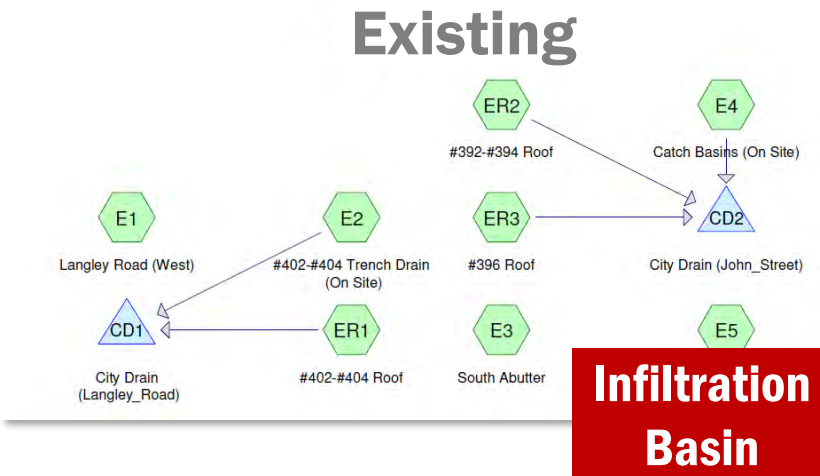 Existing
ER2
E4
#392-#394 Roof
Catch Basins (On Site)
E1
E2
ER3
CD2
Langley Road (West)
#402-#404 Trench Drain
(On Site)
#396 Roof
City Drain (John_Street)
CD1
ER1
E3
E5
City Drain
(Langley_Road)
#402-#404 Roof
South Abutter
Infiltration
Basin